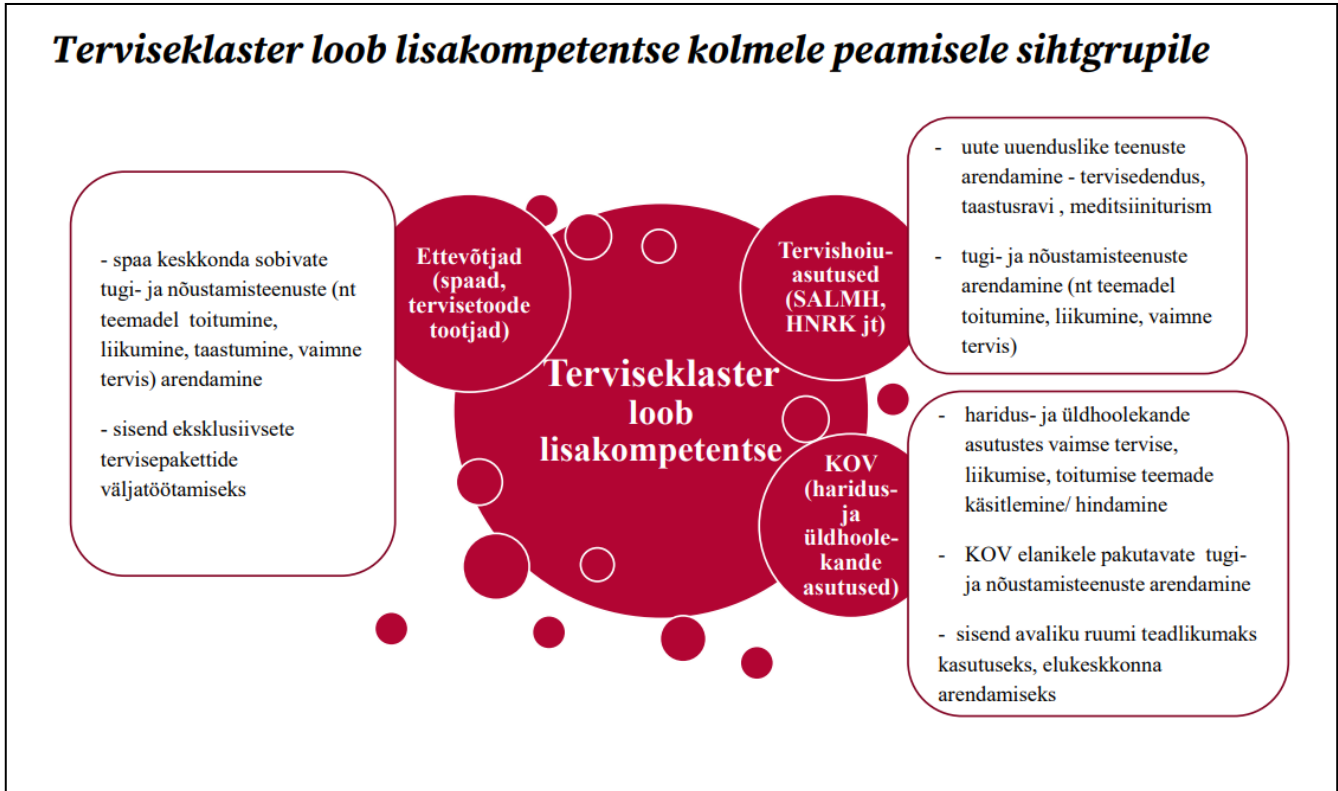 Terviseklaster loob lisakompetentse kolmele peamisele sihtgrupile
- spaa keskkonda sobivate
tugi- ja nõustamisteenuste (nt
teemadel toitumine,
liikumine, taastumine, vaimne
tervis) arendamine
- sisend eksklusiivsete
tervisepakettide
väljatöötamiseks
Ettevõtjad
(spaad,
tervisetoode
tootjad)
Terviseklaster
loob
lisakompetentse
Tervishoiu-
asutused
(SALMH,
HNRK jt)
- uute uuenduslike teenuste
arendamine - tervisedendus,
taastusravi , meditsiiniturism
- tugi- ja nõustamisteenuste
arendamine (nt teemadel
toitumine, liikumine, vaimne
tervis)
KOV
(haridus-
ja
üldhoole-
kande
asutused)
- haridus- ja üldhoolekande
asutustes vaimse tervise,
liikumise, toitumise teemade
käsitlemine/ hindamine
- KOV elanikele pakutavate tugi-
ja nõustamisteenuste arendamine
- sisend avaliku ruumi teadlikumaks
kasutuseks, elukeskkonna
arendamiseks